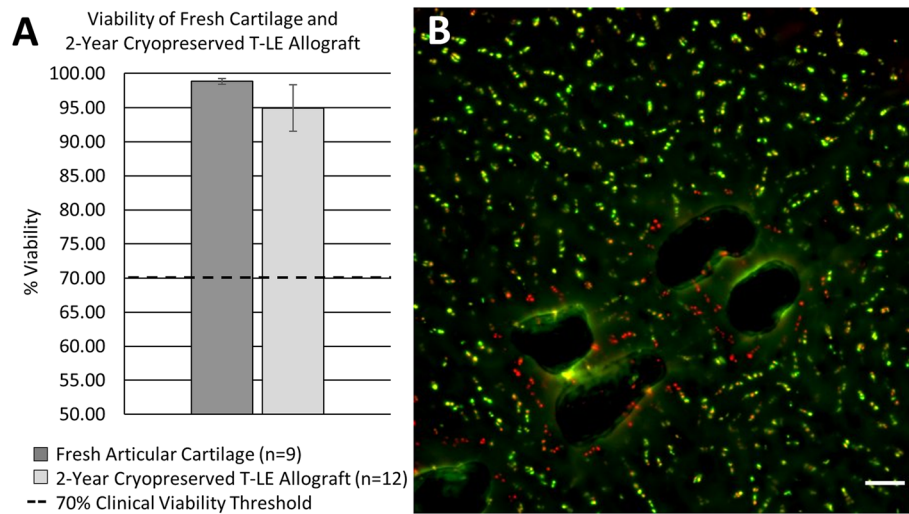 A
Viability of Fresh Cartilage and
2-Year Cryopreserved T-LE Allograft
% Viability
100.00
95.00
90.00
85.00
80.00
75.00
70.00
65.00
60.00
55.00
50.00
Fresh Articular Cartilage (n=9)
2-Year Cryopreserved T-LE Allograft (n=12)
70% Clinical Viability Threshold
B